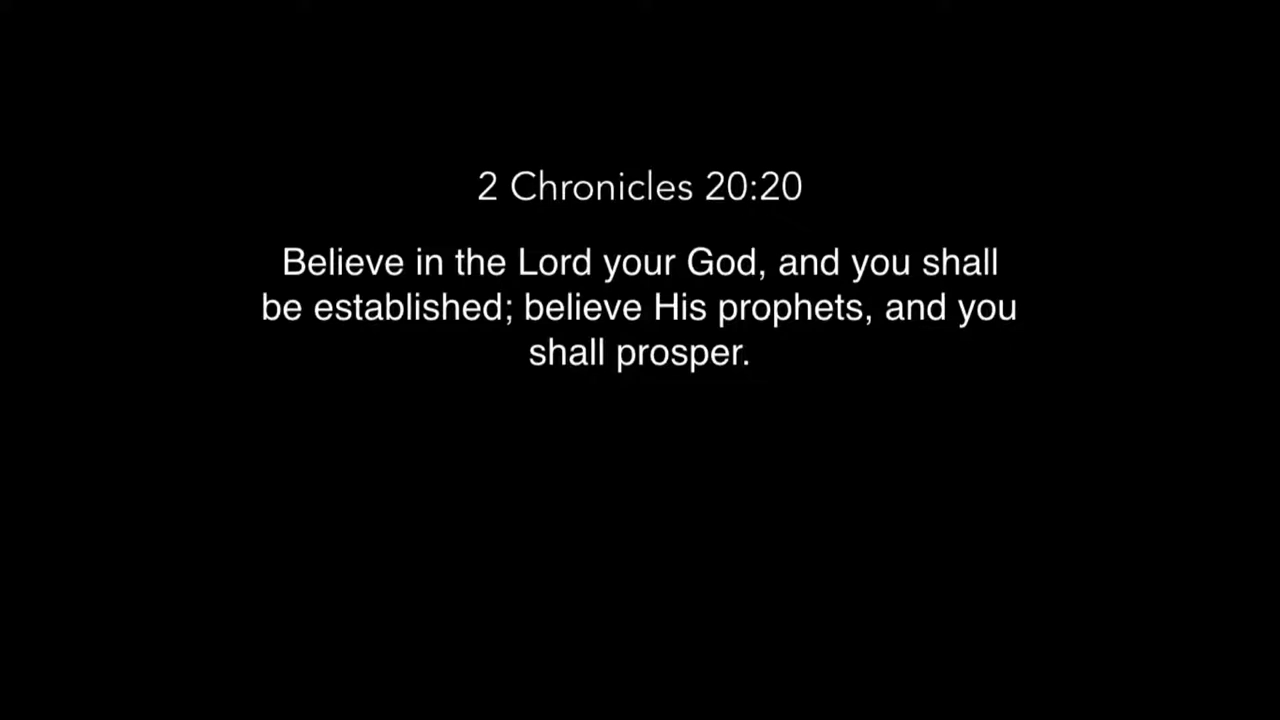 2 Chronicles 20:20
Believe in the Lord your God, and you shall
be established; believe His prophets, and you
shall prosper.